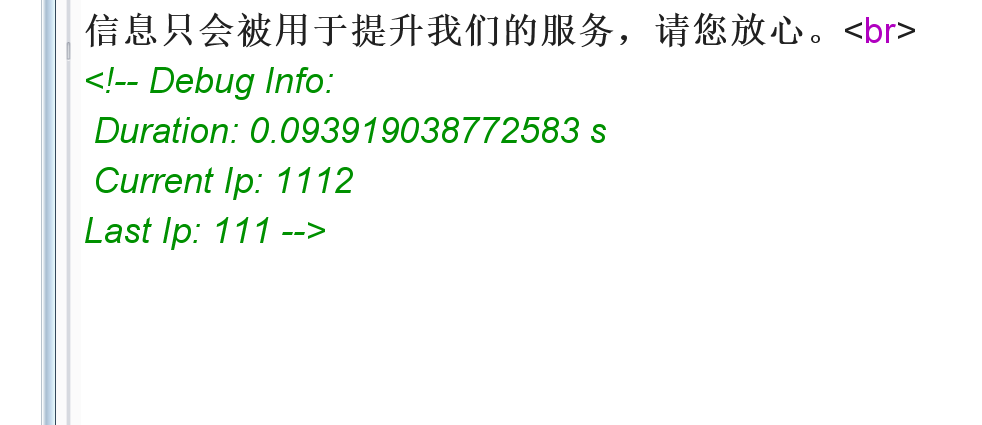 信息只会被用于提升我们的服务，请您放心。<br>
<!-- Debug Info:
Duration: 0.093919038772583 s
Current Ip: 1112
Last Ip: 111 -->